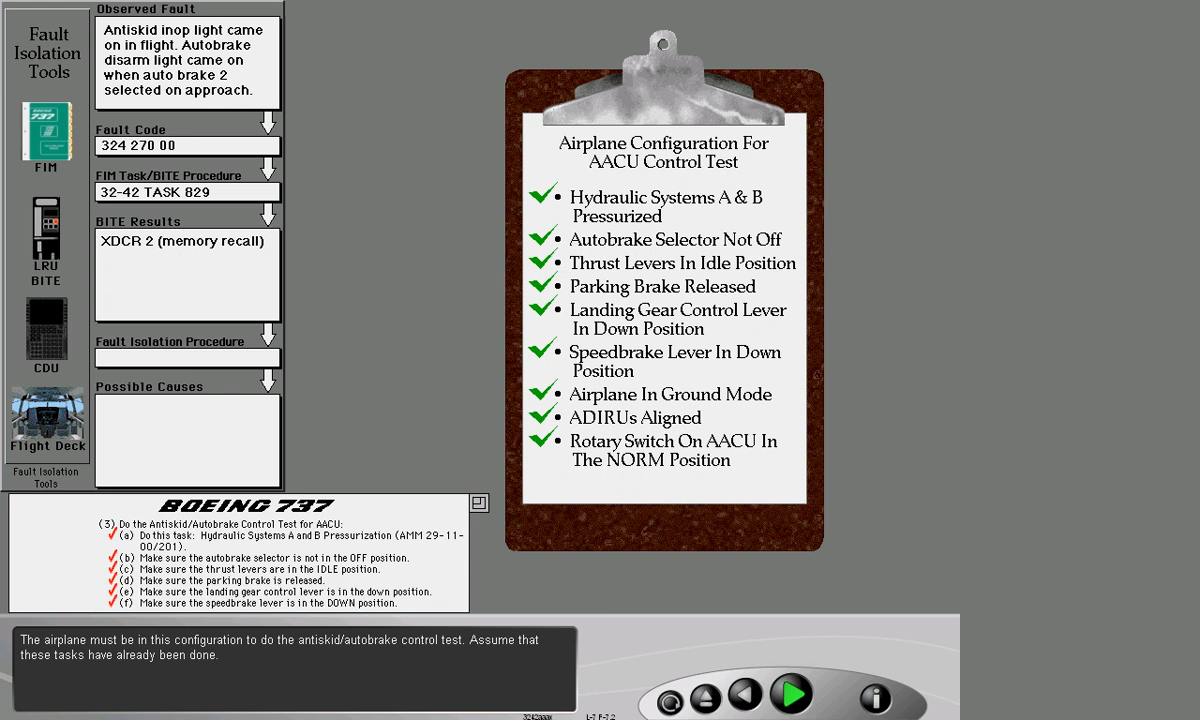 Fault
Isolation
Tools
FIM
LRU
BITE
CDU
Flight Deck
Fault Isolation
Tools
Observed Fault
Antiskid inop light came
on in flight. Autobrake
disarm light came on
when auto brake 2
selected on approach.
Fault Code
324 270 00
FIM Task/BITE Procedure
32-42 TASK 829
BITE Results
XDCR 2 (memory recall)
Fault Isolation Procedure
Possible Causes
Airplane Configuration For
AACU Control Test
• Hydraulic Systems A & B
Pressurized
• Autobrake Selector Not Off
• Thrust Levers In Idle Position
• Parking Brake Released
• Landing Gear Control Lever
In Down Position
• Speedbrake Lever In Down
Position
• Airplane In Ground Mode
• ADIRUs Aligned
• Rotary Switch On AACU In
The NORM Position
BOEING 737
(3) Do the Antiskid/Autobrake Control Test for AACU:
(a) Do this task: Hydraulic Systems A and B Pressurization (AMM 29-11-
00/201).
(b) Make sure the autobrake selector is not in the OFF position.
(c) Make sure the thrust levers are in the IDLE position.
(d) Make sure the parking brake is released.
(e) Make sure the landing gear control lever is in the down position.
(f) Make sure the speedbrake lever is in the DOWN position.
The airplane must be in this configuration to do the antiskid/autobrake control test. Assume that
these tasks have already been done.